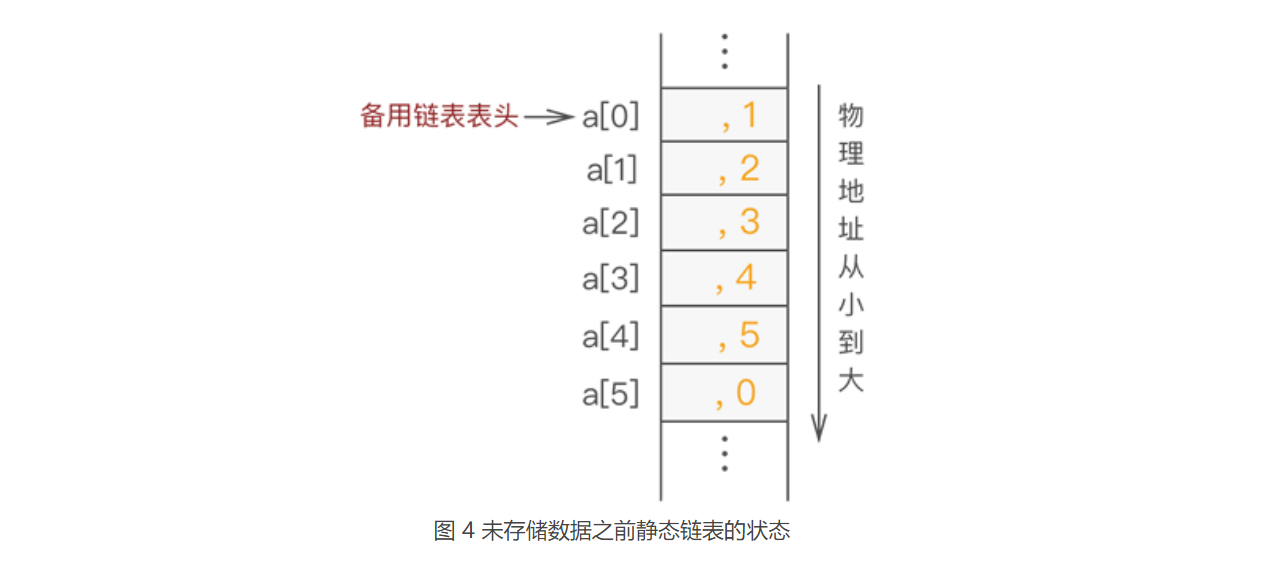 备用链表表头 a[0] , 1
a[1] , 2
a[2] , 3
a[3] , 4
a[4] , 5
a[5] , 0
物理地址从小到大
图 4 未存储数据之前静态链表的状态